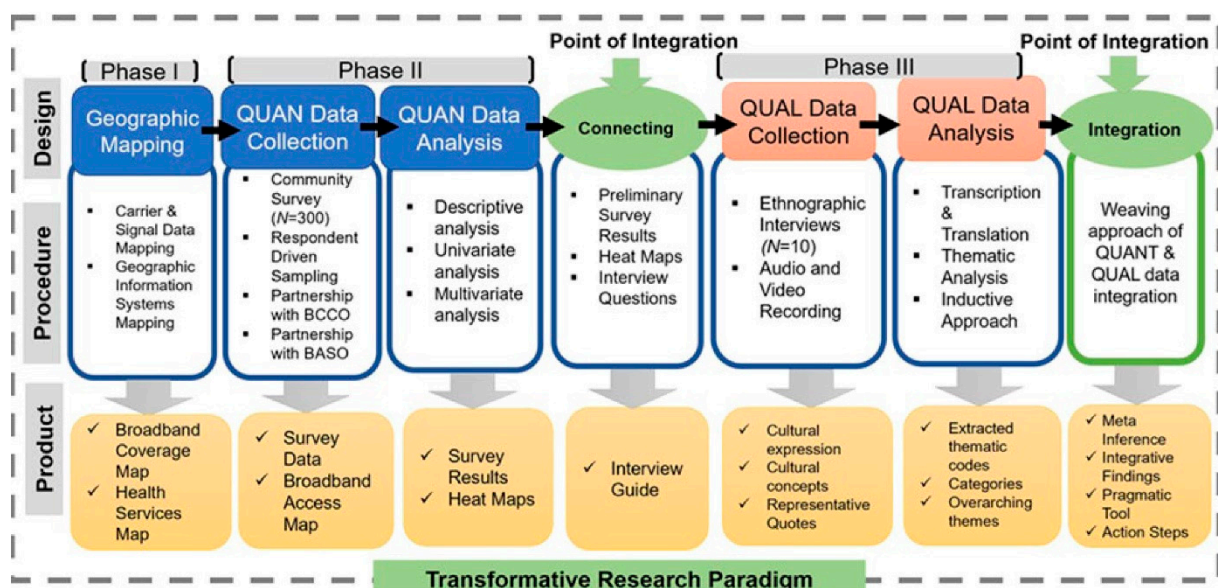 Point of Integration
Point of Integration
Phase I
Phase II
Phase III
Design
Geographic
Mapping
QUAN Data
Collection
QUAN Data
Analysis
Connecting
QUAL Data
Collection
QUAL Data
Analysis
Integration
Procedure
▪ Carrier &
Signal Data
Mapping
▪ Geographic
Information
Systems
Mapping
▪ Community
Survey
(N=300)
▪ Respondent
Driven
Sampling
▪ Partnership
with BCCO
▪ Partnership
with BASO
▪ Descriptive
analysis
▪ Univariate
analysis
▪ Multivariate
analysis
▪ Preliminary
Survey
Results
▪ Heat Maps
▪ Interview
Questions
▪ Ethnographic
Interviews
(N=10)
▪ Audio and
Video
Recording
▪ Transcription
&
Translation
▪ Thematic
Analysis
▪ Inductive
Approach
Weaving
approach of
QUANT &
QUAL data
integration
Product
✓ Broadband
Coverage
Map
✓ Health
Services
Map
✓ Survey
Data
✓ Broadband
Access
Map
✓ Survey
Results
✓ Heat Maps
✓ Interview
Guide
✓ Cultural
expression
✓ Cultural
concepts
✓ Representative
Quotes
✓ Extracted
thematic
codes
✓ Categories
✓ Overarching
themes
✓ Meta
Inference
✓ Integrative
Findings
✓ Pragmatic
Tool
✓ Action Steps
Transformative Research Paradigm